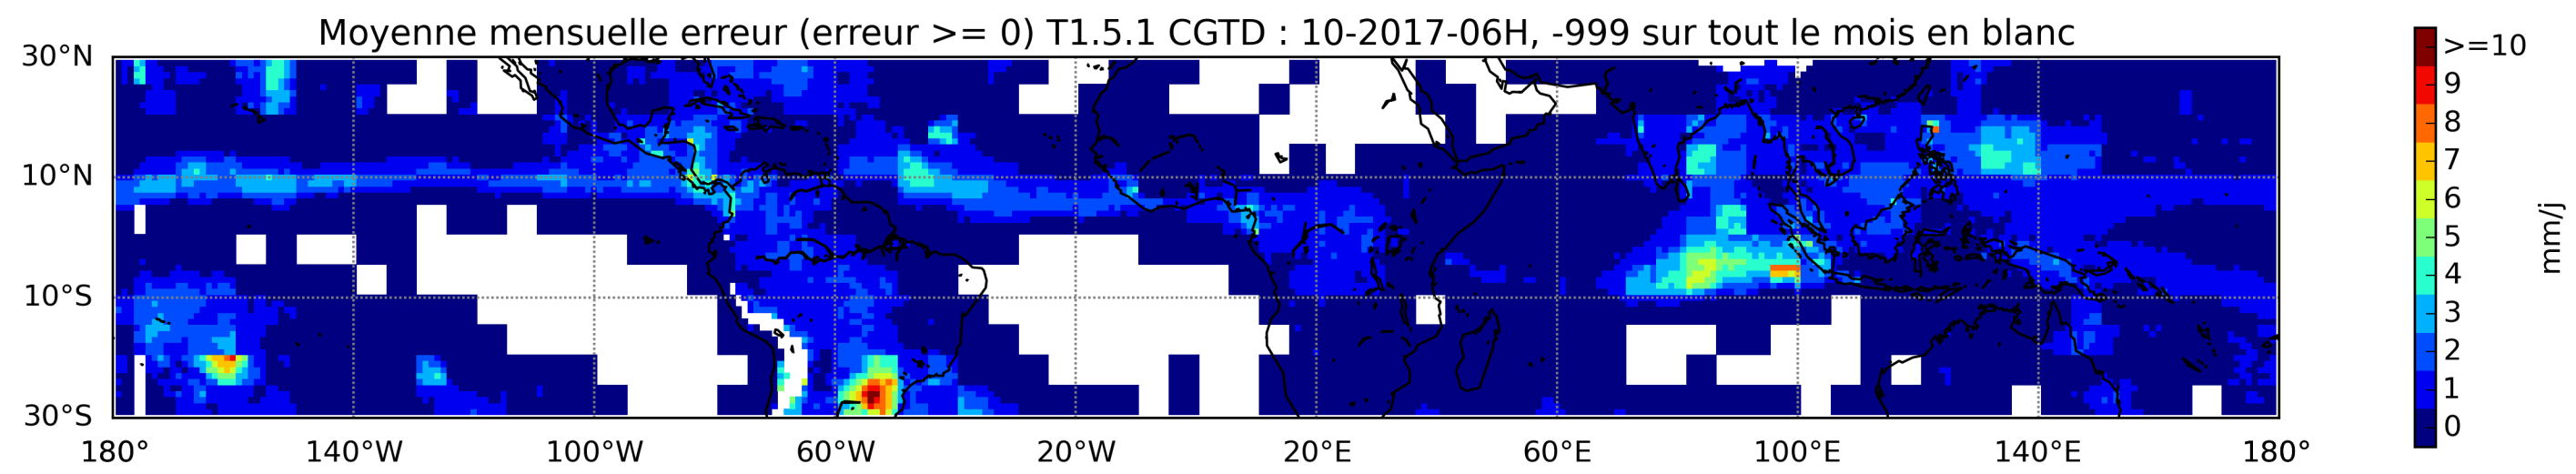 Moyenne mensuelle erreur (erreur >= 0) T1.5.1 CGTD : 10-2017-06H, -999 sur tout le mois en blanc
30°N
10°N
10°S
30°S
180° 140°W 100°W 60°W 20°W 20°E 60°E 100°E 140°E 180°
>=10
9
8
7
6
5
4
3
2
1
0
mm/j